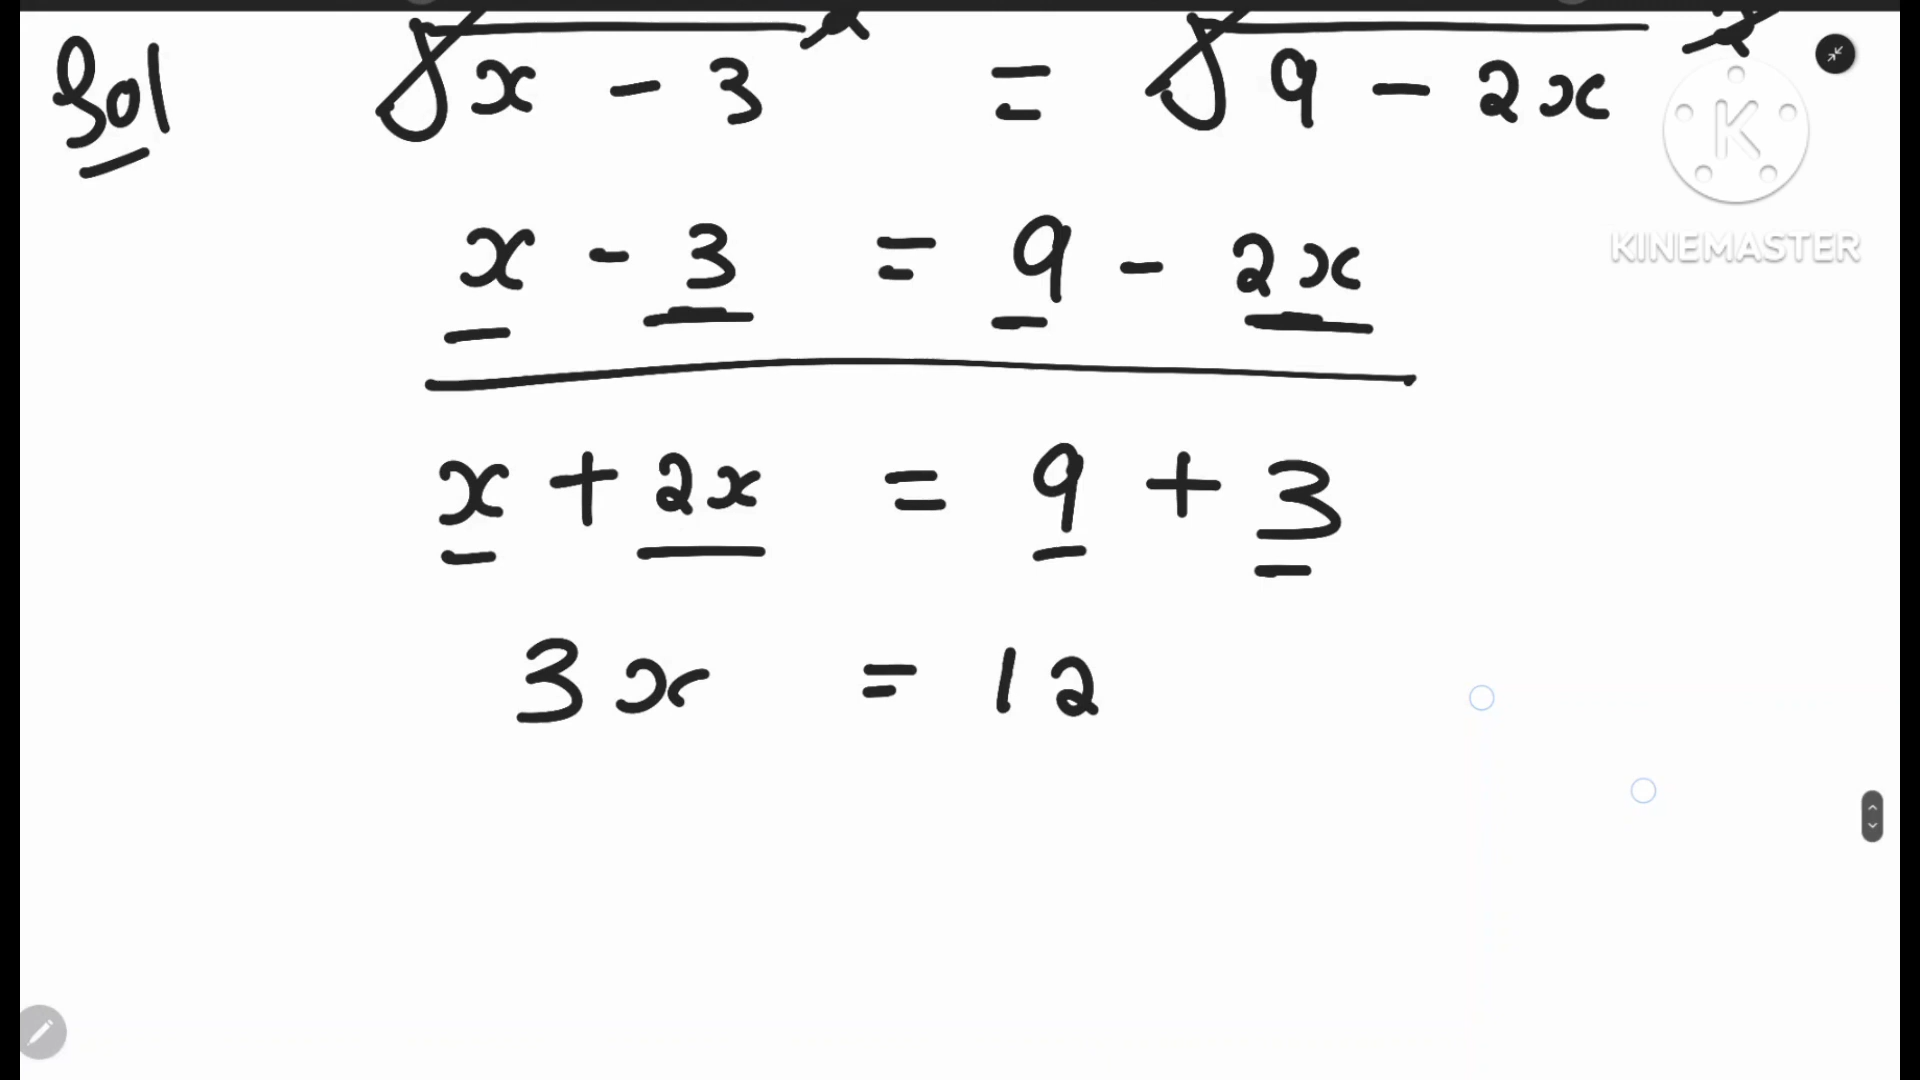 Sol √x - 3 = √9 - 2x
K
KINEMASTER
x - 3 = 9 - 2x
x + 2x = 9 + 3
3x = 12